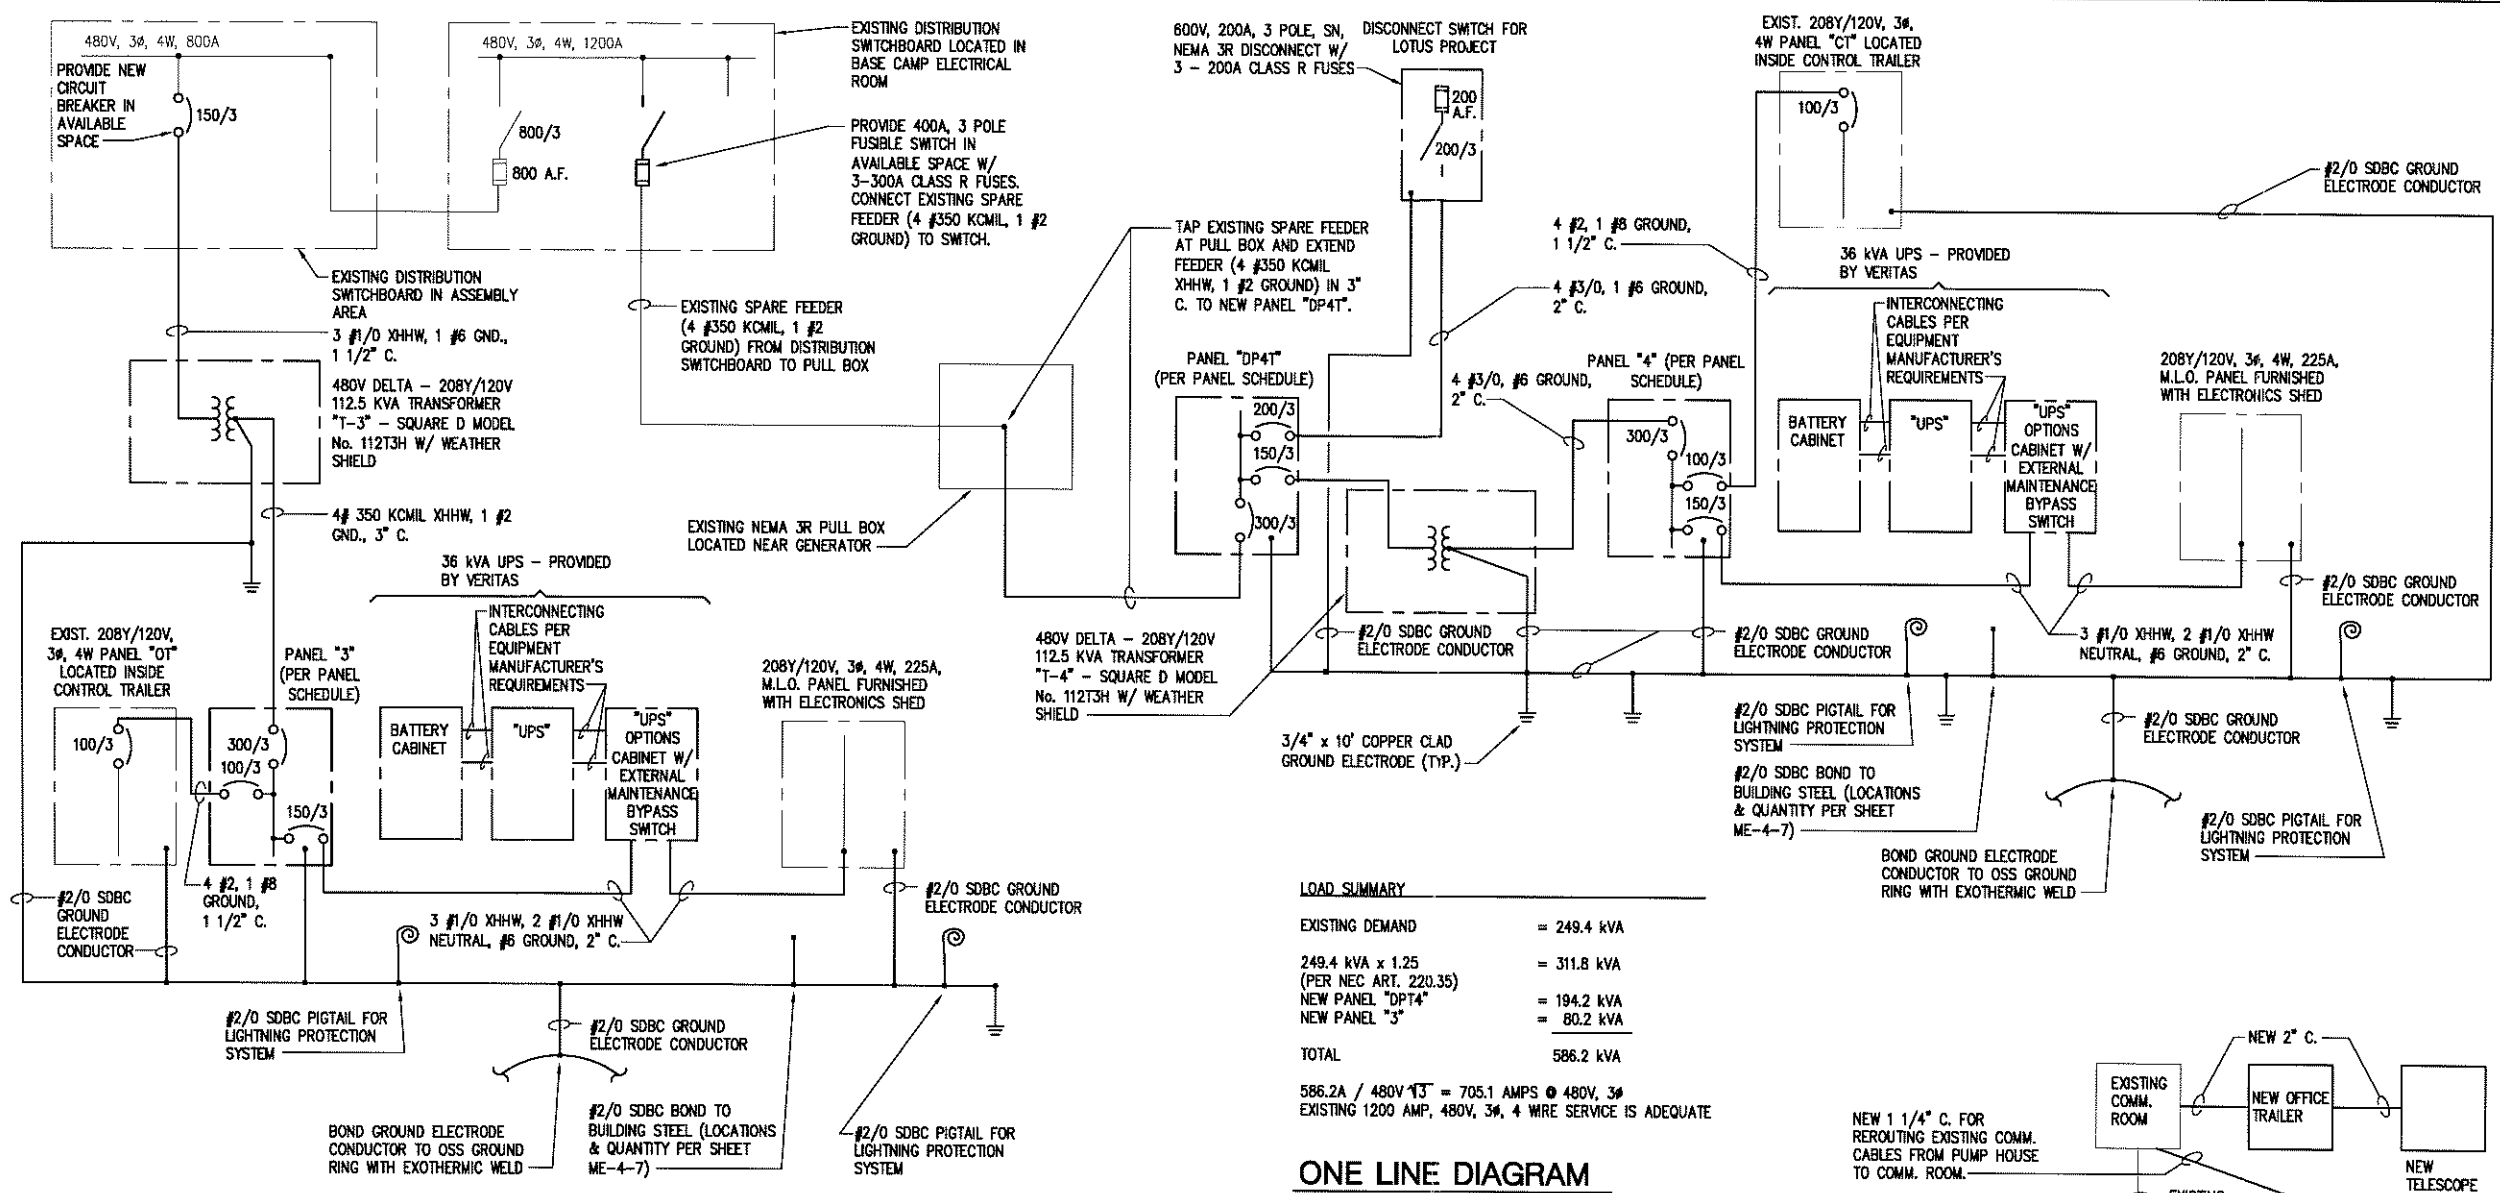 480V, 3ø, 4W, 800A
PROVIDE NEW
CIRCUIT
BREAKER IN
AVAILABLE
SPACE
150/3
480V, 3ø, 4W, 1200A
800/3
800 A.F.
EXISTING DISTRIBUTION
SWITCHBOARD LOCATED IN
BASE CAMP ELECTRICAL
ROOM
PROVIDE 400A, 3 POLE
FUSIBLE SWITCH IN
AVAILABLE SPACE W/
3-300A CLASS R FUSES.
CONNECT EXISTING SPARE
FEEDER (4 #350 KCMIL, 1 #2
GROUND) TO SWITCH.
EXISTING DISTRIBUTION
SWITCHBOARD IN ASSEMBLY
AREA
3 #1/0 XHHW, 1 #6 GND.,
1 1/2" C.
480V DELTA - 208Y/120V
112.5 KVA TRANSFORMER
"T-3" - SQUARE D MODEL
No. 112T3H W/ WEATHER
SHIELD
4# 350 KCMIL XHHW, 1 #2
GND., 3" C.
EXISTING SPARE FEEDER
(4 #350 KCMIL, 1 #2
GROUND) FROM DISTRIBUTION
SWITCHBOARD TO PULL BOX
EXISTING NEMA 3R PULL BOX
LOCATED NEAR GENERATOR
600V, 200A, 3 POLE, SN,
NEMA 3R DISCONNECT W/
3 - 200A CLASS R FUSES
DISCONNECT SWITCH FOR
LOTUS PROJECT
200
A.F.
200/3
TAP EXISTING SPARE FEEDER
AT PULL BOX AND EXTEND
FEEDER (4 #350 KCMIL
XHHW, 1 #2 GROUND) IN 3"
C. TO NEW PANEL "DP4T".
EXIST. 208Y/120V, 3ø,
4W PANEL "CT" LOCATED
INSIDE CONTROL TRAILER
100/3
#2/0 SDBC GROUND
ELECTRODE CONDUCTOR
4 #2, 1 #8 GROUND,
1 1/2" C.
4 #3/0, 1 #6 GROUND,
2" C.
36 kVA UPS - PROVIDED
BY VERITAS
INTERCONNECTING
CABLES PER
EQUIPMENT
MANUFACTURER'S
REQUIREMENTS
208Y/120V, 3ø, 4W, 225A,
M.L.O. PANEL FURNISHED
WITH ELECTRONICS SHED
PANEL "DP4T"
(PER PANEL SCHEDULE)
200/3
150/3
300/3
4 #3/0, #6 GROUND,
2" C.
PANEL "4" (PER PANEL
SCHEDULE)
300/3
100/3
150/3
BATTERY
CABINET
"UPS"
"UPS"
OPTIONS
CABINET W/
EXTERNAL
MAINTENANCE
BYPASS
SWITCH
480V DELTA - 208Y/120V
112.5 KVA TRANSFORMER
"T-4" - SQUARE D MODEL
No. 112T3H W/ WEATHER
SHIELD
#2/0 SDBC GROUND
ELECTRODE CONDUCTOR
#2/0 SDBC GROUND
ELECTRODE CONDUCTOR
#2/0 SDBC GROUND
ELECTRODE CONDUCTOR
3 #1/0 XHHW, 2 #1/0 XHHW
NEUTRAL, #6 GROUND, 2" C.
3/4" x 10' COPPER CLAD
GROUND ELECTRODE (TYP.)
#2/0 SDBC PIGTAIL FOR
LIGHTNING PROTECTION
SYSTEM
#2/0 SDBC BOND TO
BUILDING STEEL (LOCATIONS
& QUANTITY PER SHEET
ME-4-7)
#2/0 SDBC GROUND
ELECTRODE CONDUCTOR
BOND GROUND ELECTRODE
CONDUCTOR TO OSS GROUND
RING WITH EXOTHERMIC WELD
#2/0 SDBC PIGTAIL FOR
LIGHTNING PROTECTION
SYSTEM
36 kVA UPS - PROVIDED
BY VERITAS
INTERCONNECTING
CABLES PER
EQUIPMENT
MANUFACTURER'S
REQUIREMENTS
EXIST. 208Y/120V,
3ø, 4W PANEL "OT"
LOCATED INSIDE
CONTROL TRAILER
PANEL "3"
(PER PANEL
SCHEDULE)
208Y/120V, 3ø, 4W, 225A,
M.L.O. PANEL FURNISHED
WITH ELECTRONICS SHED
100/3
300/3
100/3
150/3
BATTERY
CABINET
"UPS"
"UPS"
OPTIONS
CABINET W/
EXTERNAL
MAINTENANCE
BYPASS
SWITCH
#2/0 SDBC
GROUND
ELECTRODE
CONDUCTOR
4 #2, 1 #8
GROUND,
1 1/2" C.
3 #1/0 XHHW, 2 #1/0 XHHW
NEUTRAL, #6 GROUND, 2" C.
#2/0 SDBC GROUND
ELECTRODE CONDUCTOR
#2/0 SDBC PIGTAIL FOR
LIGHTNING PROTECTION
SYSTEM
#2/0 SDBC GROUND
ELECTRODE CONDUCTOR
BOND GROUND ELECTRODE
CONDUCTOR TO OSS GROUND
RING WITH EXOTHERMIC WELD
#2/0 SDBC BOND TO
BUILDING STEEL (LOCATIONS
& QUANTITY PER SHEET
ME-4-7)
#2/0 SDBC PIGTAIL FOR
LIGHTNING PROTECTION
SYSTEM
LOAD SUMMARY
EXISTING DEMAND = 249.4 kVA
249.4 kVA x 1.25 = 311.8 kVA
(PER NEC ART. 220.35)
NEW PANEL "DPT4" = 194.2 kVA
NEW PANEL "3" = 80.2 kVA
TOTAL 586.2 kVA
586.2A / 480V √3 = 705.1 AMPS @ 480V, 3ø
EXISTING 1200 AMP, 480V, 3ø, 4 WIRE SERVICE IS ADEQUATE
ONE LINE DIAGRAM
NEW 2" C.
EXISTING
COMM.
ROOM
NEW OFFICE
TRAILER
NEW
TELESCOPE
NEW 1 1/4" C. FOR
REROUTING EXISTING COMM.
CABLES FROM PUMP HOUSE
TO COMM. ROOM.